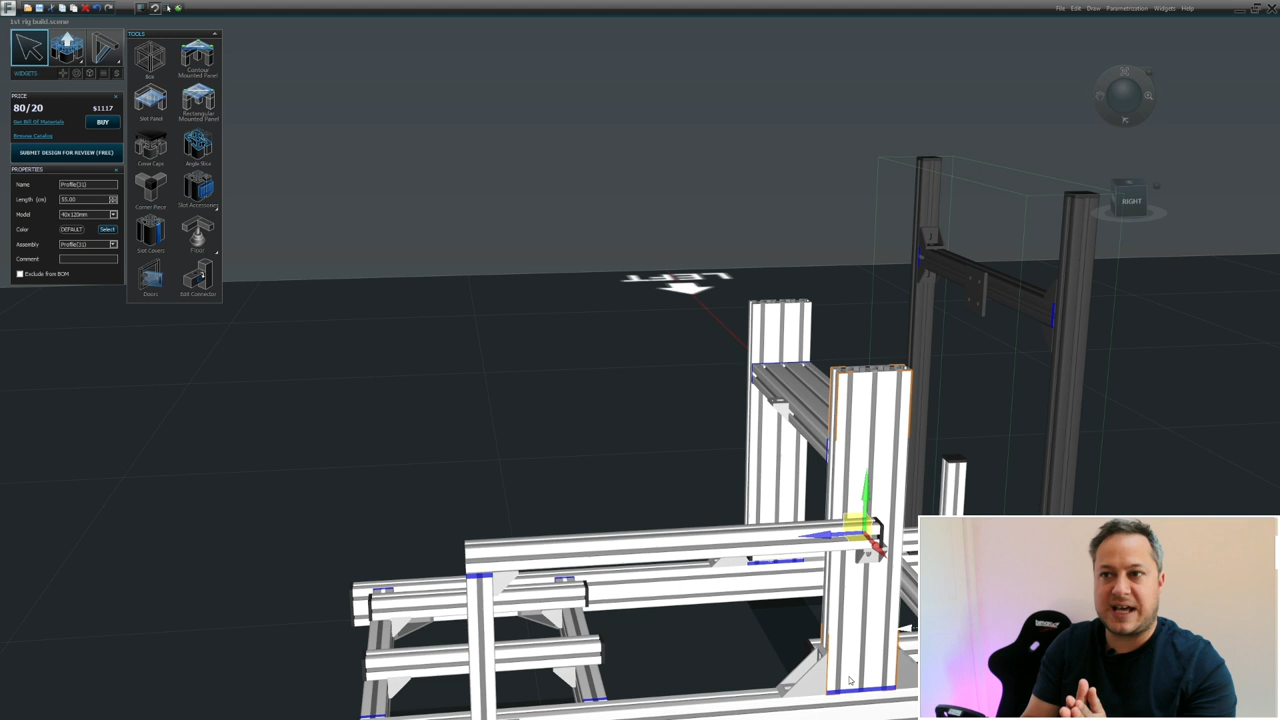 1st rig build.scene
File Edit Draw Parametrization Widgets Help
WIDGETS
TOOLS
Box
Contour
Mounted Panel
Slot Panel
Rectangular
Mounted Panel
Cover Caps
Angle Slice
Corner Piece
Slot Accessories
Slot Covers
Floor
Doors
Edit Connector
PRICE
80/20 $1117
Get Bill Of Materials
BUY
Browse Catalog
SUBMIT DESIGN FOR REVIEW (FREE)
PROPERTIES
Name Profile(31)
Length (cm) 55.00
Model 40x120mm
Color DEFAULT Select
Assembly Profile(31)
Comment
Exclude from BOM
LEFT
RIGHT